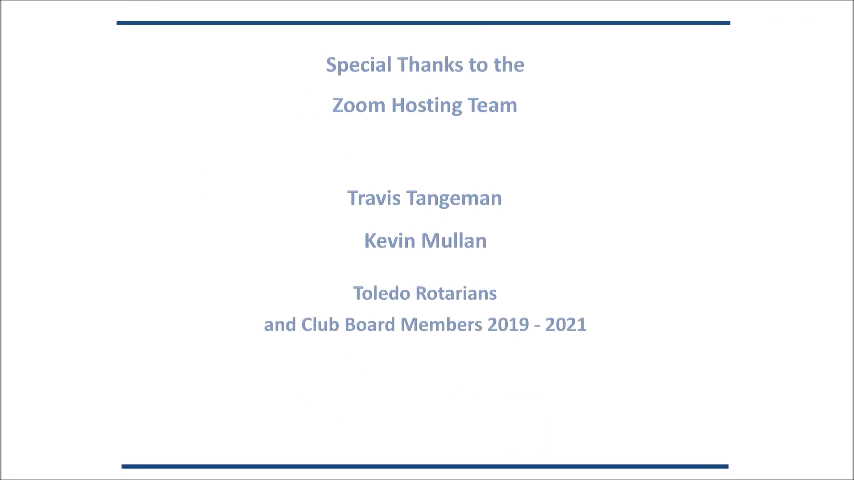 Special Thanks to the
Zoom Hosting Team
Travis Tangeman
Kevin Mullan
Toledo Rotarians
and Club Board Members 2019 - 2021